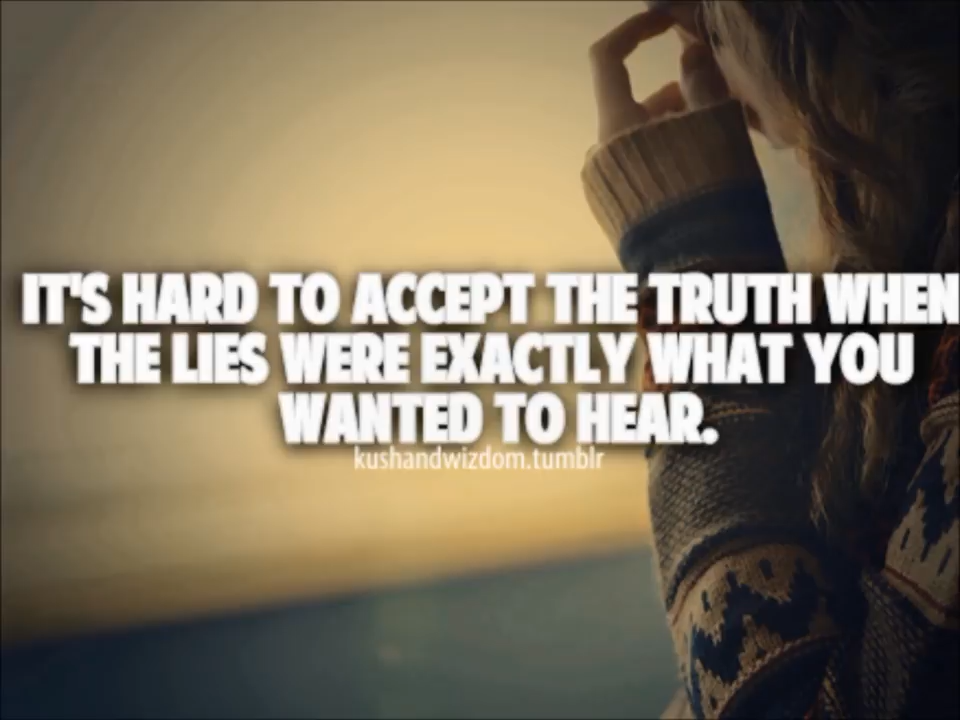 IT'S HARD TO ACCEPT THE TRUTH WHEN
THE LIES WERE EXACTLY WHAT YOU
WANTED TO HEAR.
kushandwizdom.tumblr